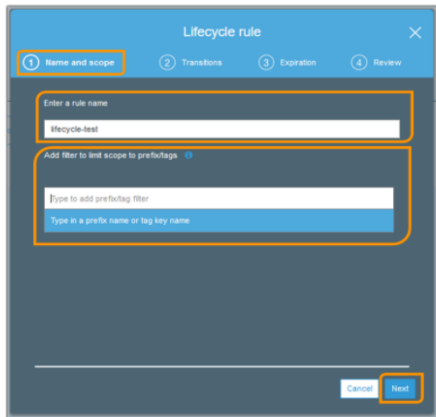 Lifecycle rule
1 Name and scope
2 Transitions
3 Expiration
4 Review
Enter a rule name
lifecycle-test
Add filter to limit scope to prefix/tags
Type to add prefix/tag filter
Type in a prefix name or tag key name
Cancel
Next